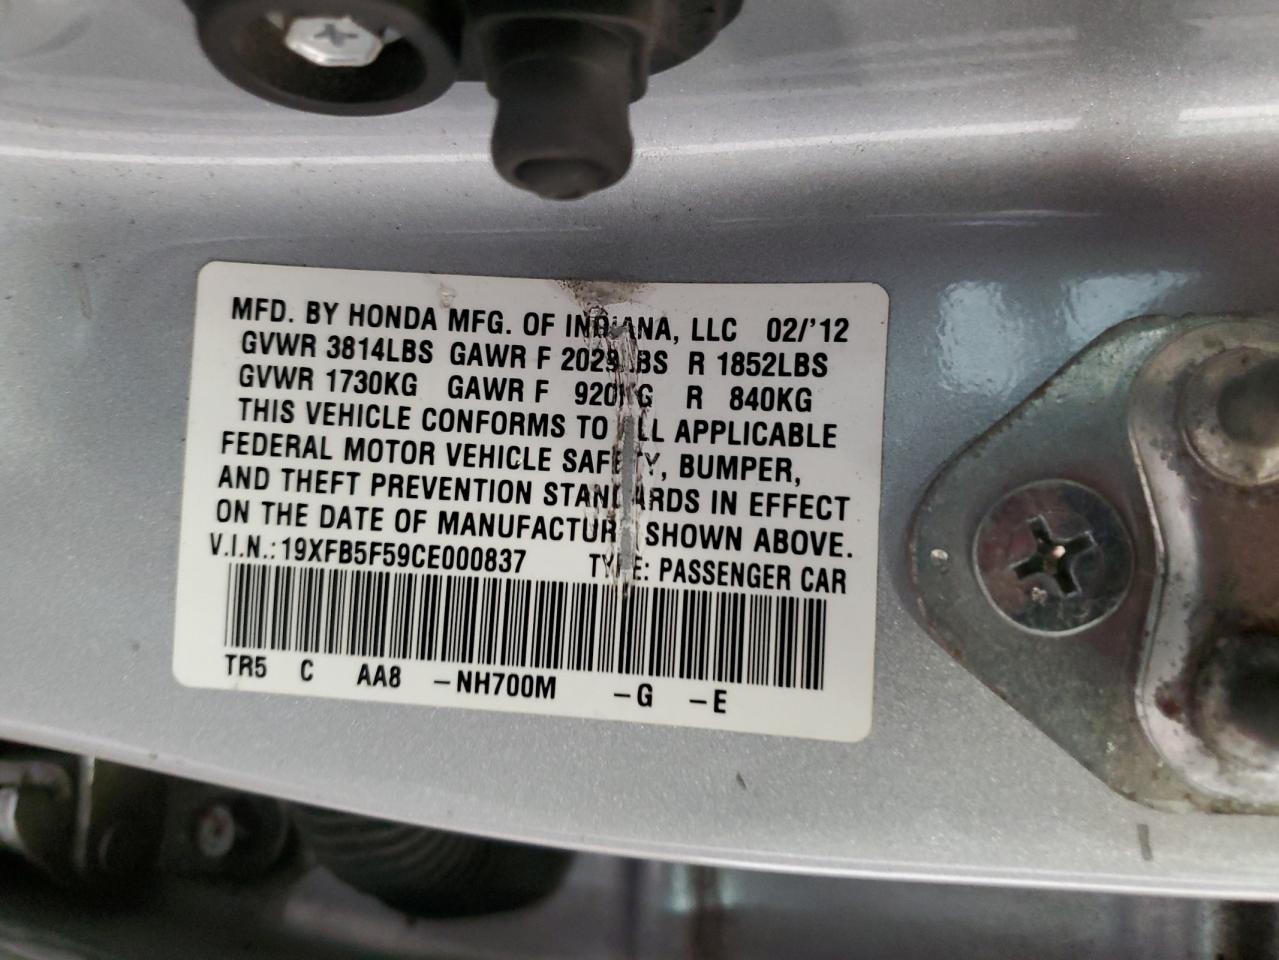 MFD. BY HONDA MFG. OF INDIANA, LLC 02/'12
GVWR 3814LBS GAWR F 2029LBS R 1852LBS
GVWR 1730KG GAWR F 920KG R 840KG
THIS VEHICLE CONFORMS TO ALL APPLICABLE
FEDERAL MOTOR VEHICLE SAFETY, BUMPER,
AND THEFT PREVENTION STANDARDS IN EFFECT
ON THE DATE OF MANUFACTURE SHOWN ABOVE.
V.I.N.: 19XFB5F59CE000837 TYPE: PASSENGER CAR
TR5 C AA8 -NH700M -G -E